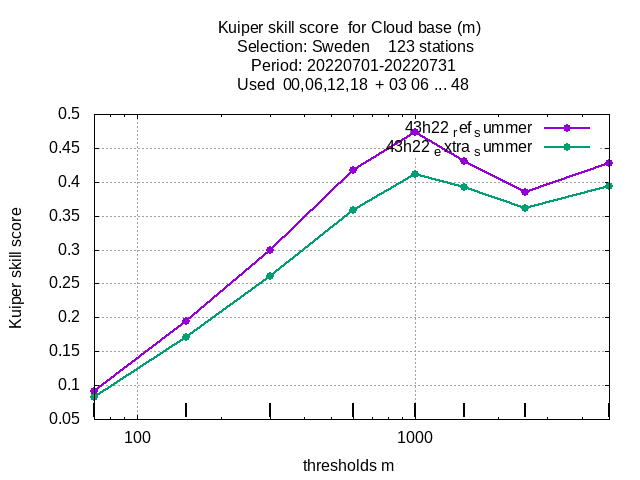 Kuiper skill score for Cloud base (m)
Selection: Sweden 123 stations
Period: 20220701-20220731
Used 00,06,12,18 + 03 06 ... 48
43h22refsummer
43h22extrasummer
0.5
0.45
0.4
0.35
0.3
0.25
0.2
0.15
0.1
0.05
Kuiper skill score
100
1000
thresholds m